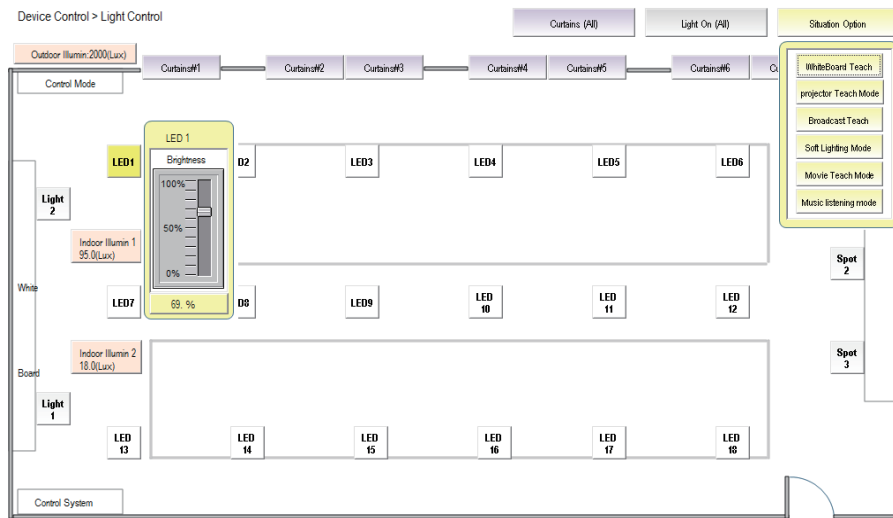 Device Control > Light Control
Curtains (All)
Light On (All)
Situation Option
Outdoor Illumin:2000(Lux)
Curtains#1
Curtains#2
Curtains#3
Curtains#4
Curtains#5
Curtains#6
Cu
Control Mode
WhiteBoard Teach
projector Teach Mode
Broadcast Teach
Soft Lighting Mode
Movie Teach Mode
Music listening mode
LED 1
Brightness
100%
50%
0%
69. %
LED1
D2
LED3
LED4
LED5
LED6
Light
2
Indoor Illumin 1
95.0(Lux)
Spot
2
White
LED7
D8
LED9
LED
10
LED
11
LED
12
Indoor Illumin 2
18.0(Lux)
Spot
3
Board
Light
1
LED
13
LED
14
LED
15
LED
16
LED
17
LED
18
Control System